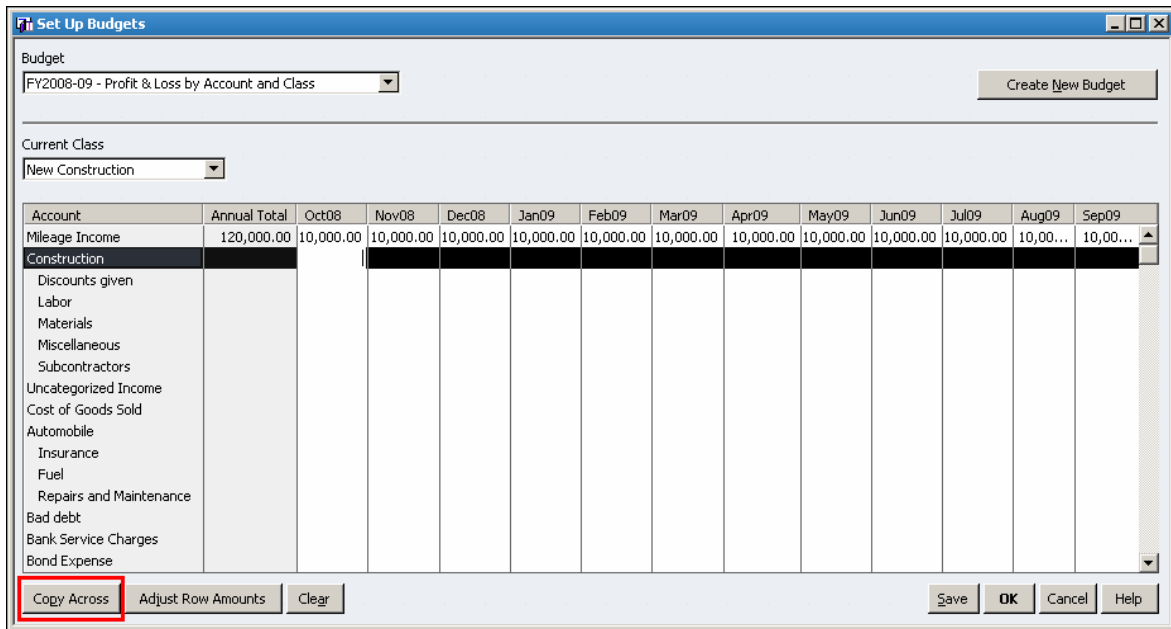 Set Up Budgets
Budget
FY2008-09 - Profit & Loss by Account and Class
Create New Budget
Current Class
New Construction
Account Annual Total Oct08 Nov08 Dec08 Jan09 Feb09 Mar09 Apr09 May09 Jun09 Jul09 Aug09 Sep09
Mileage Income 120,000.00 10,000.00 10,000.00 10,000.00 10,000.00 10,000.00 10,000.00 10,000.00 10,000.00 10,000.00 10,000.00 10,00... 10,00...
Construction
Discounts given
Labor
Materials
Miscellaneous
Subcontractors
Uncategorized Income
Cost of Goods Sold
Automobile
Insurance
Fuel
Repairs and Maintenance
Bad debt
Bank Service Charges
Bond Expense
Copy Across Adjust Row Amounts Clear Save OK Cancel Help